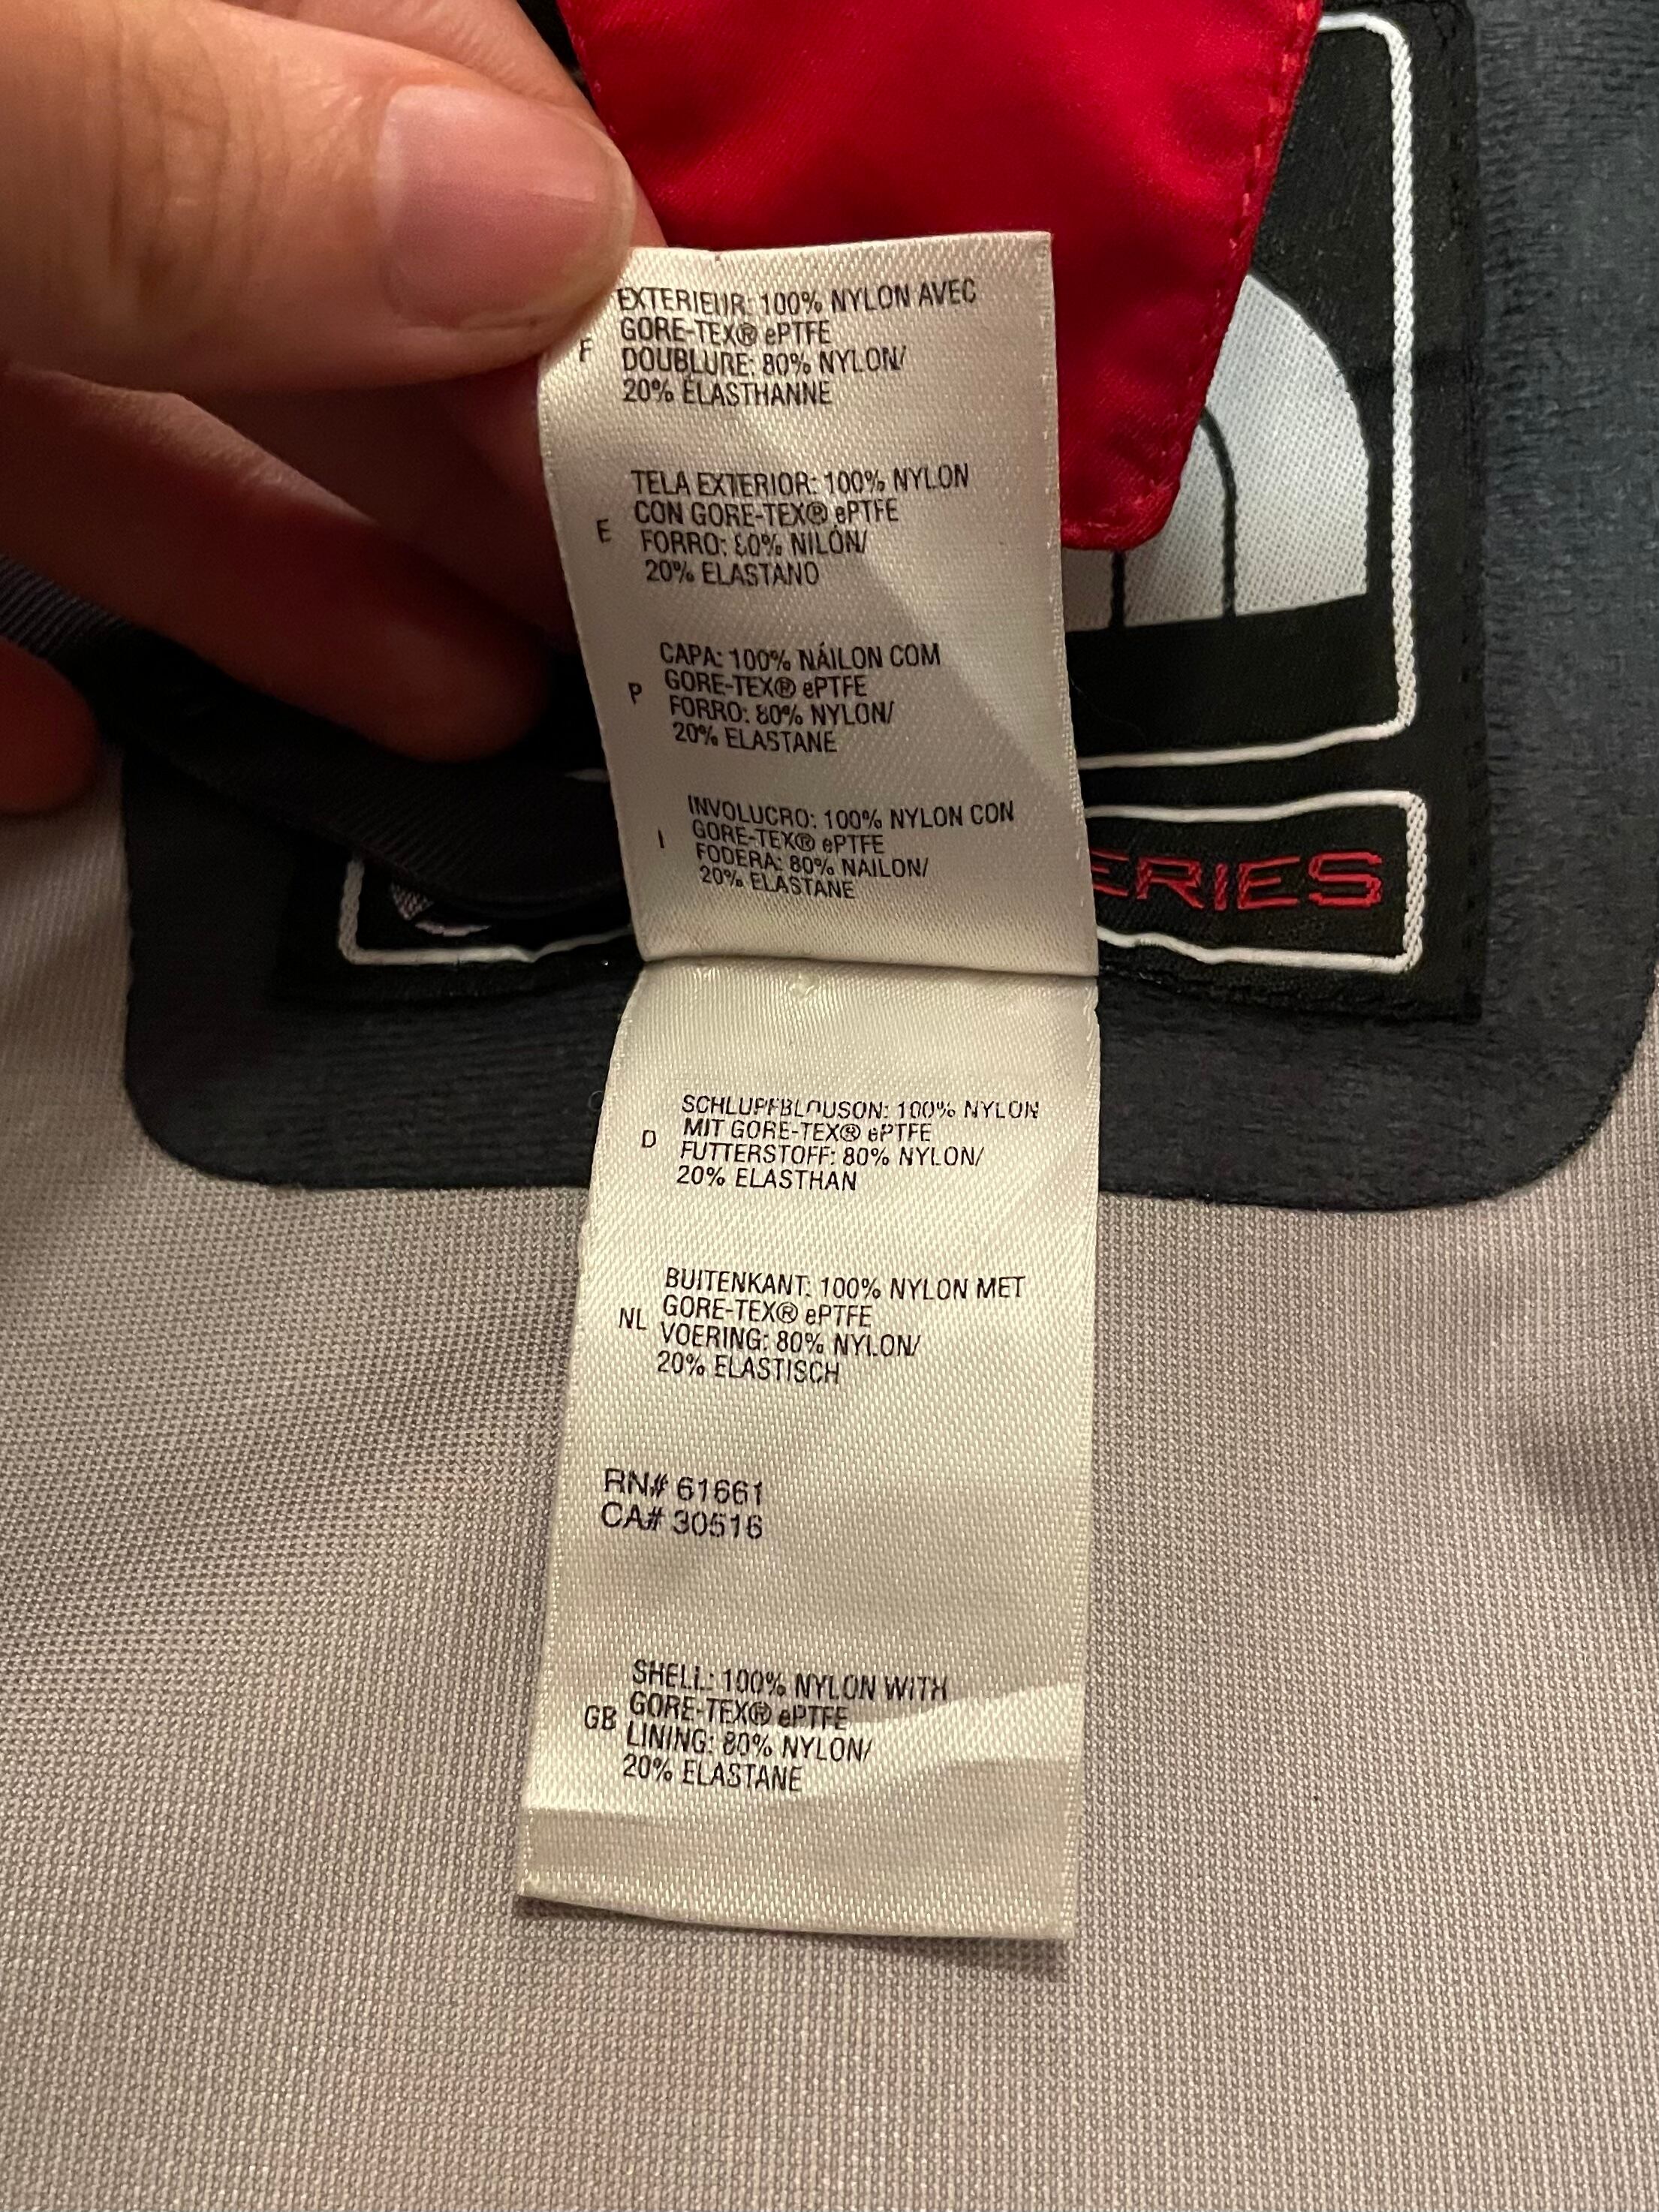 F
EXTERIEUR: 100% NYLON AVEC
GORE-TEX® ePTFE
DOUBLURE: 80% NYLON/
20% ÉLASTHANNE
E
TELA EXTERIOR: 100% NYLON
CON GORE-TEX® ePTFE
FORRO: 80% NILÓN/
20% ELASTANO
P
CAPA: 100% NÁILON COM
GORE-TEX® ePTFE
FORRO: 80% NYLON/
20% ELASTANE
I
INVOLUCRO: 100% NYLON CON
GORE-TEX® ePTFE
FODERA: 80% NAILON/
20% ELASTANE
ERIES
D
SCHLUPFBLOUSON: 100% NYLON
MIT GORE-TEX® ePTFE
FUTTERSTOFF: 80% NYLON/
20% ELASTHAN
NL
BUITENKANT: 100% NYLON MET
GORE-TEX® ePTFE
VOERING: 80% NYLON/
20% ELASTISCH
RN# 61661
CA# 30516
GB
SHELL: 100% NYLON WITH
GORE-TEX® ePTFE
LINING: 80% NYLON/
20% ELASTANE